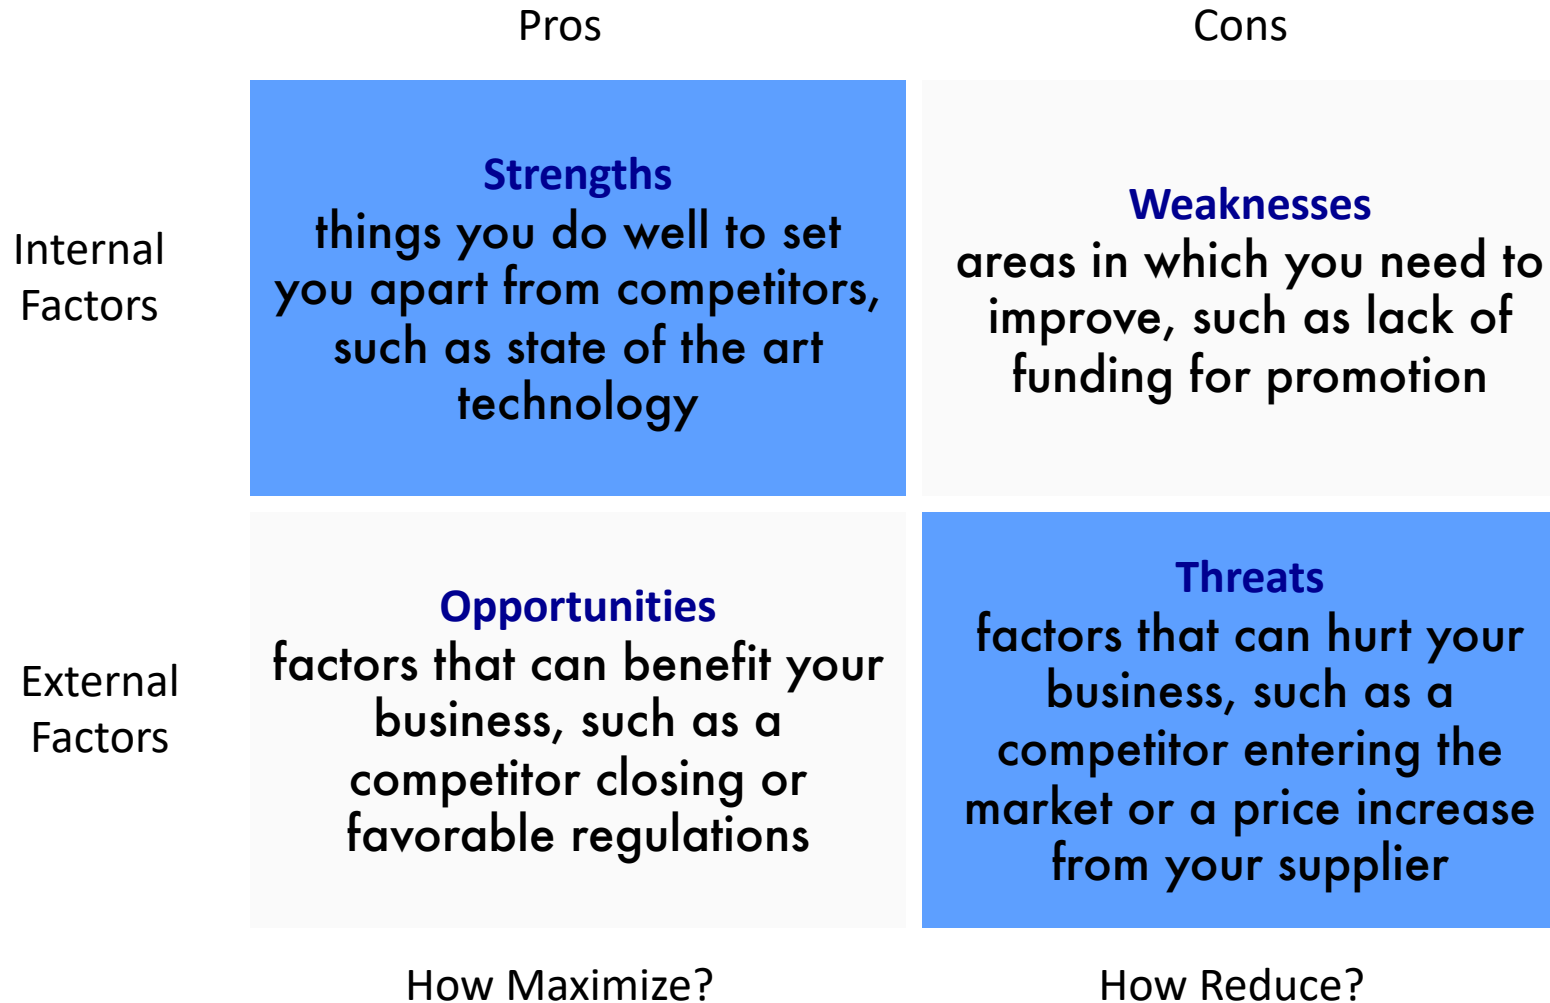 Pros
Cons
Internal
Factors
Strengths
things you do well to set
you apart from competitors,
such as state of the art
technology
Weaknesses
areas in which you need to
improve, such as lack of
funding for promotion
External
Factors
Opportunities
factors that can benefit your
business, such as a
competitor closing or
favorable regulations
Threats
factors that can hurt your
business, such as a
competitor entering the
market or a price increase
from your supplier
How Maximize?
How Reduce?